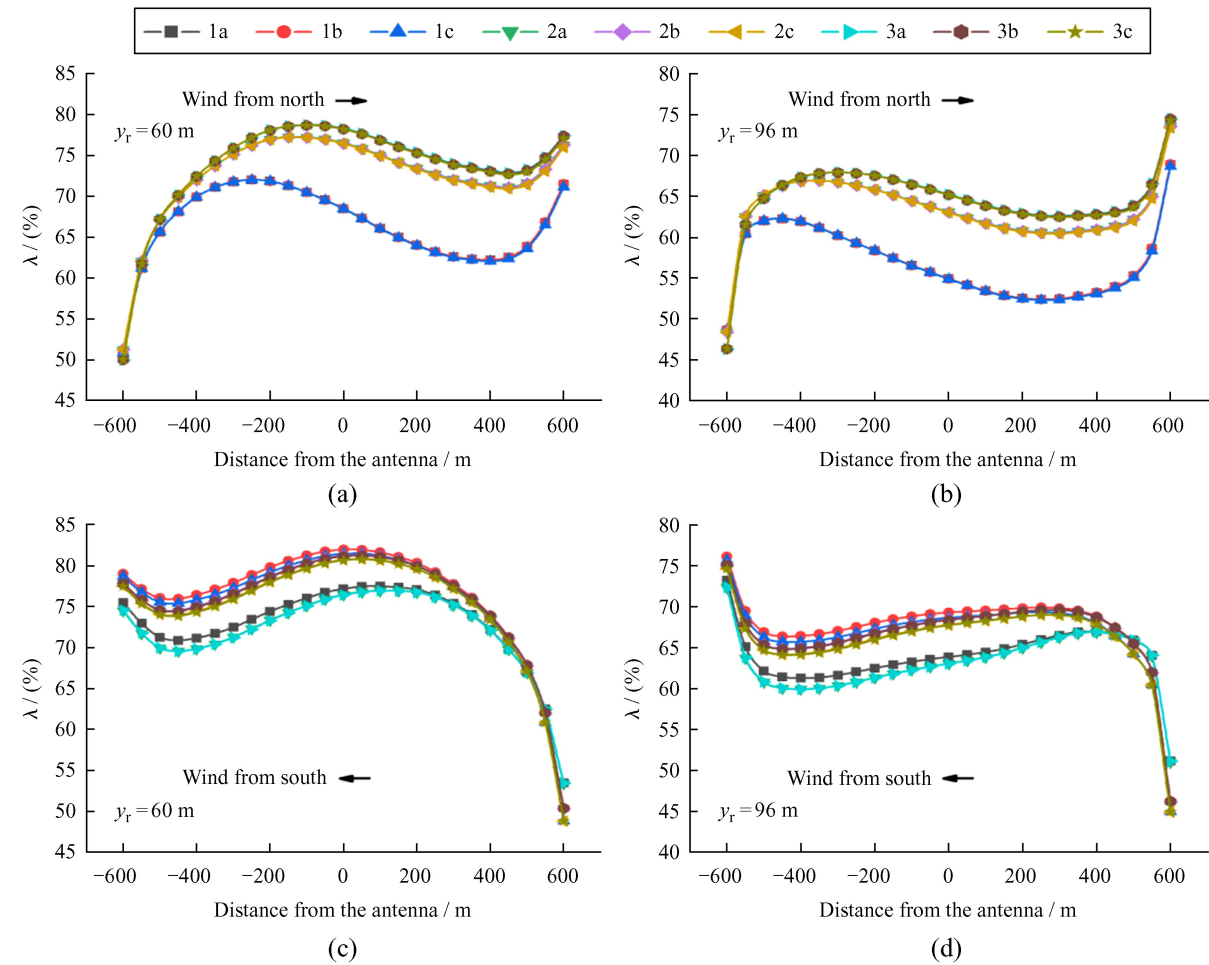 1a 1b 1c 2a 2b 2c 3a 3b 3c
85
80
75
70
65
60
55
50
45
λ / (%)
Wind from north
yr = 60 m
−600 −400 −200 0 200 400 600
Distance from the antenna / m
(a)
80
75
70
65
60
55
50
45
40
λ / (%)
Wind from north
yr = 96 m
−600 −400 −200 0 200 400 600
Distance from the antenna / m
(b)
85
80
75
70
65
60
55
50
45
λ / (%)
Wind from south
yr = 60 m
−600 −400 −200 0 200 400 600
Distance from the antenna / m
(c)
80
75
70
65
60
55
50
45
40
λ / (%)
Wind from south
yr = 96 m
−600 −400 −200 0 200 400 600
Distance from the antenna / m
(d)